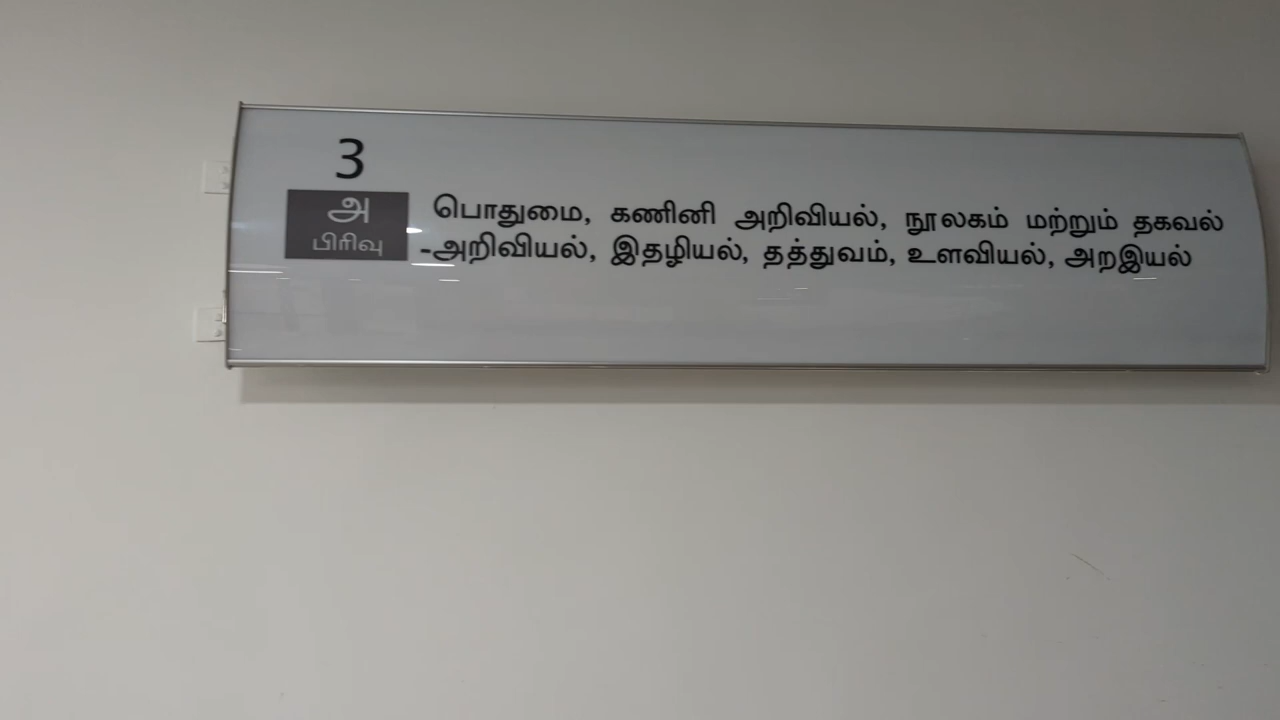 3
அ
பிரிவு
பொதுமை, கணினி அறிவியல், நூலகம் மற்றும் தகவல்
-அறிவியல், இதழியல், தத்துவம், உளவியல், அறஇயல்